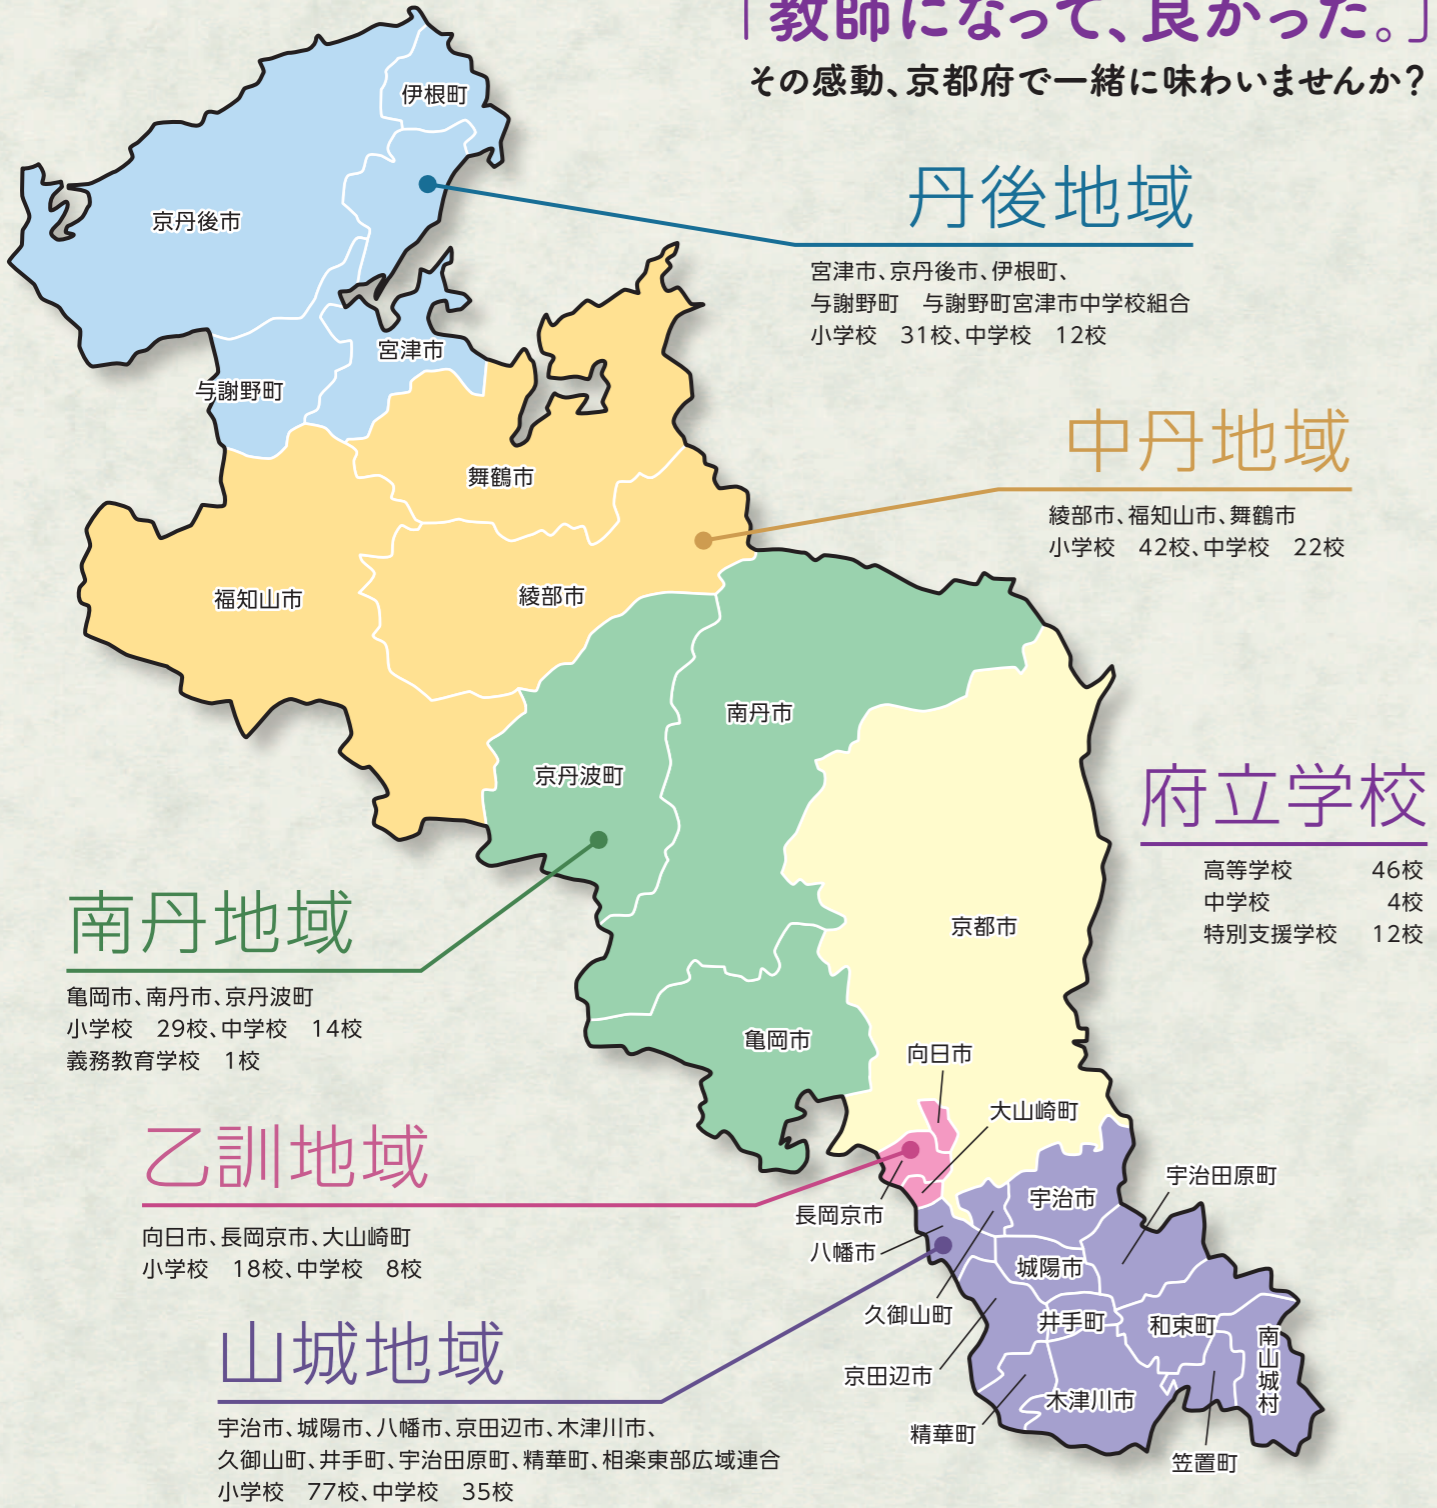 「教師になって、良かった。」
その感動、京都府で一緒に味わいませんか?
伊根町
京丹後市
宮津市
与謝野町
丹後地域
宮津市、京丹後市、伊根町、
与謝野町　与謝野町宮津市中学校組合
小学校　31校、中学校　12校
中丹地域
綾部市、福知山市、舞鶴市
小学校　42校、中学校　22校
舞鶴市
福知山市
綾部市
南丹市
京丹波町
京都市
亀岡市
府立学校
高等学校　46校
中学校　4校
特別支援学校　12校
南丹地域
亀岡市、南丹市、京丹波町
小学校　29校、中学校　14校
義務教育学校　1校
向日市
大山崎町
長岡京市
乙訓地域
向日市、長岡京市、大山崎町
小学校　18校、中学校　8校
八幡市
宇治市
宇治田原町
城陽市
久御山町
井手町
和束町
南山城村
京田辺市
木津川市
精華町
笠置町
山城地域
宇治市、城陽市、八幡市、京田辺市、木津川市、
久御山町、井手町、宇治田原町、精華町、相楽東部広域連合
小学校　77校、中学校　35校